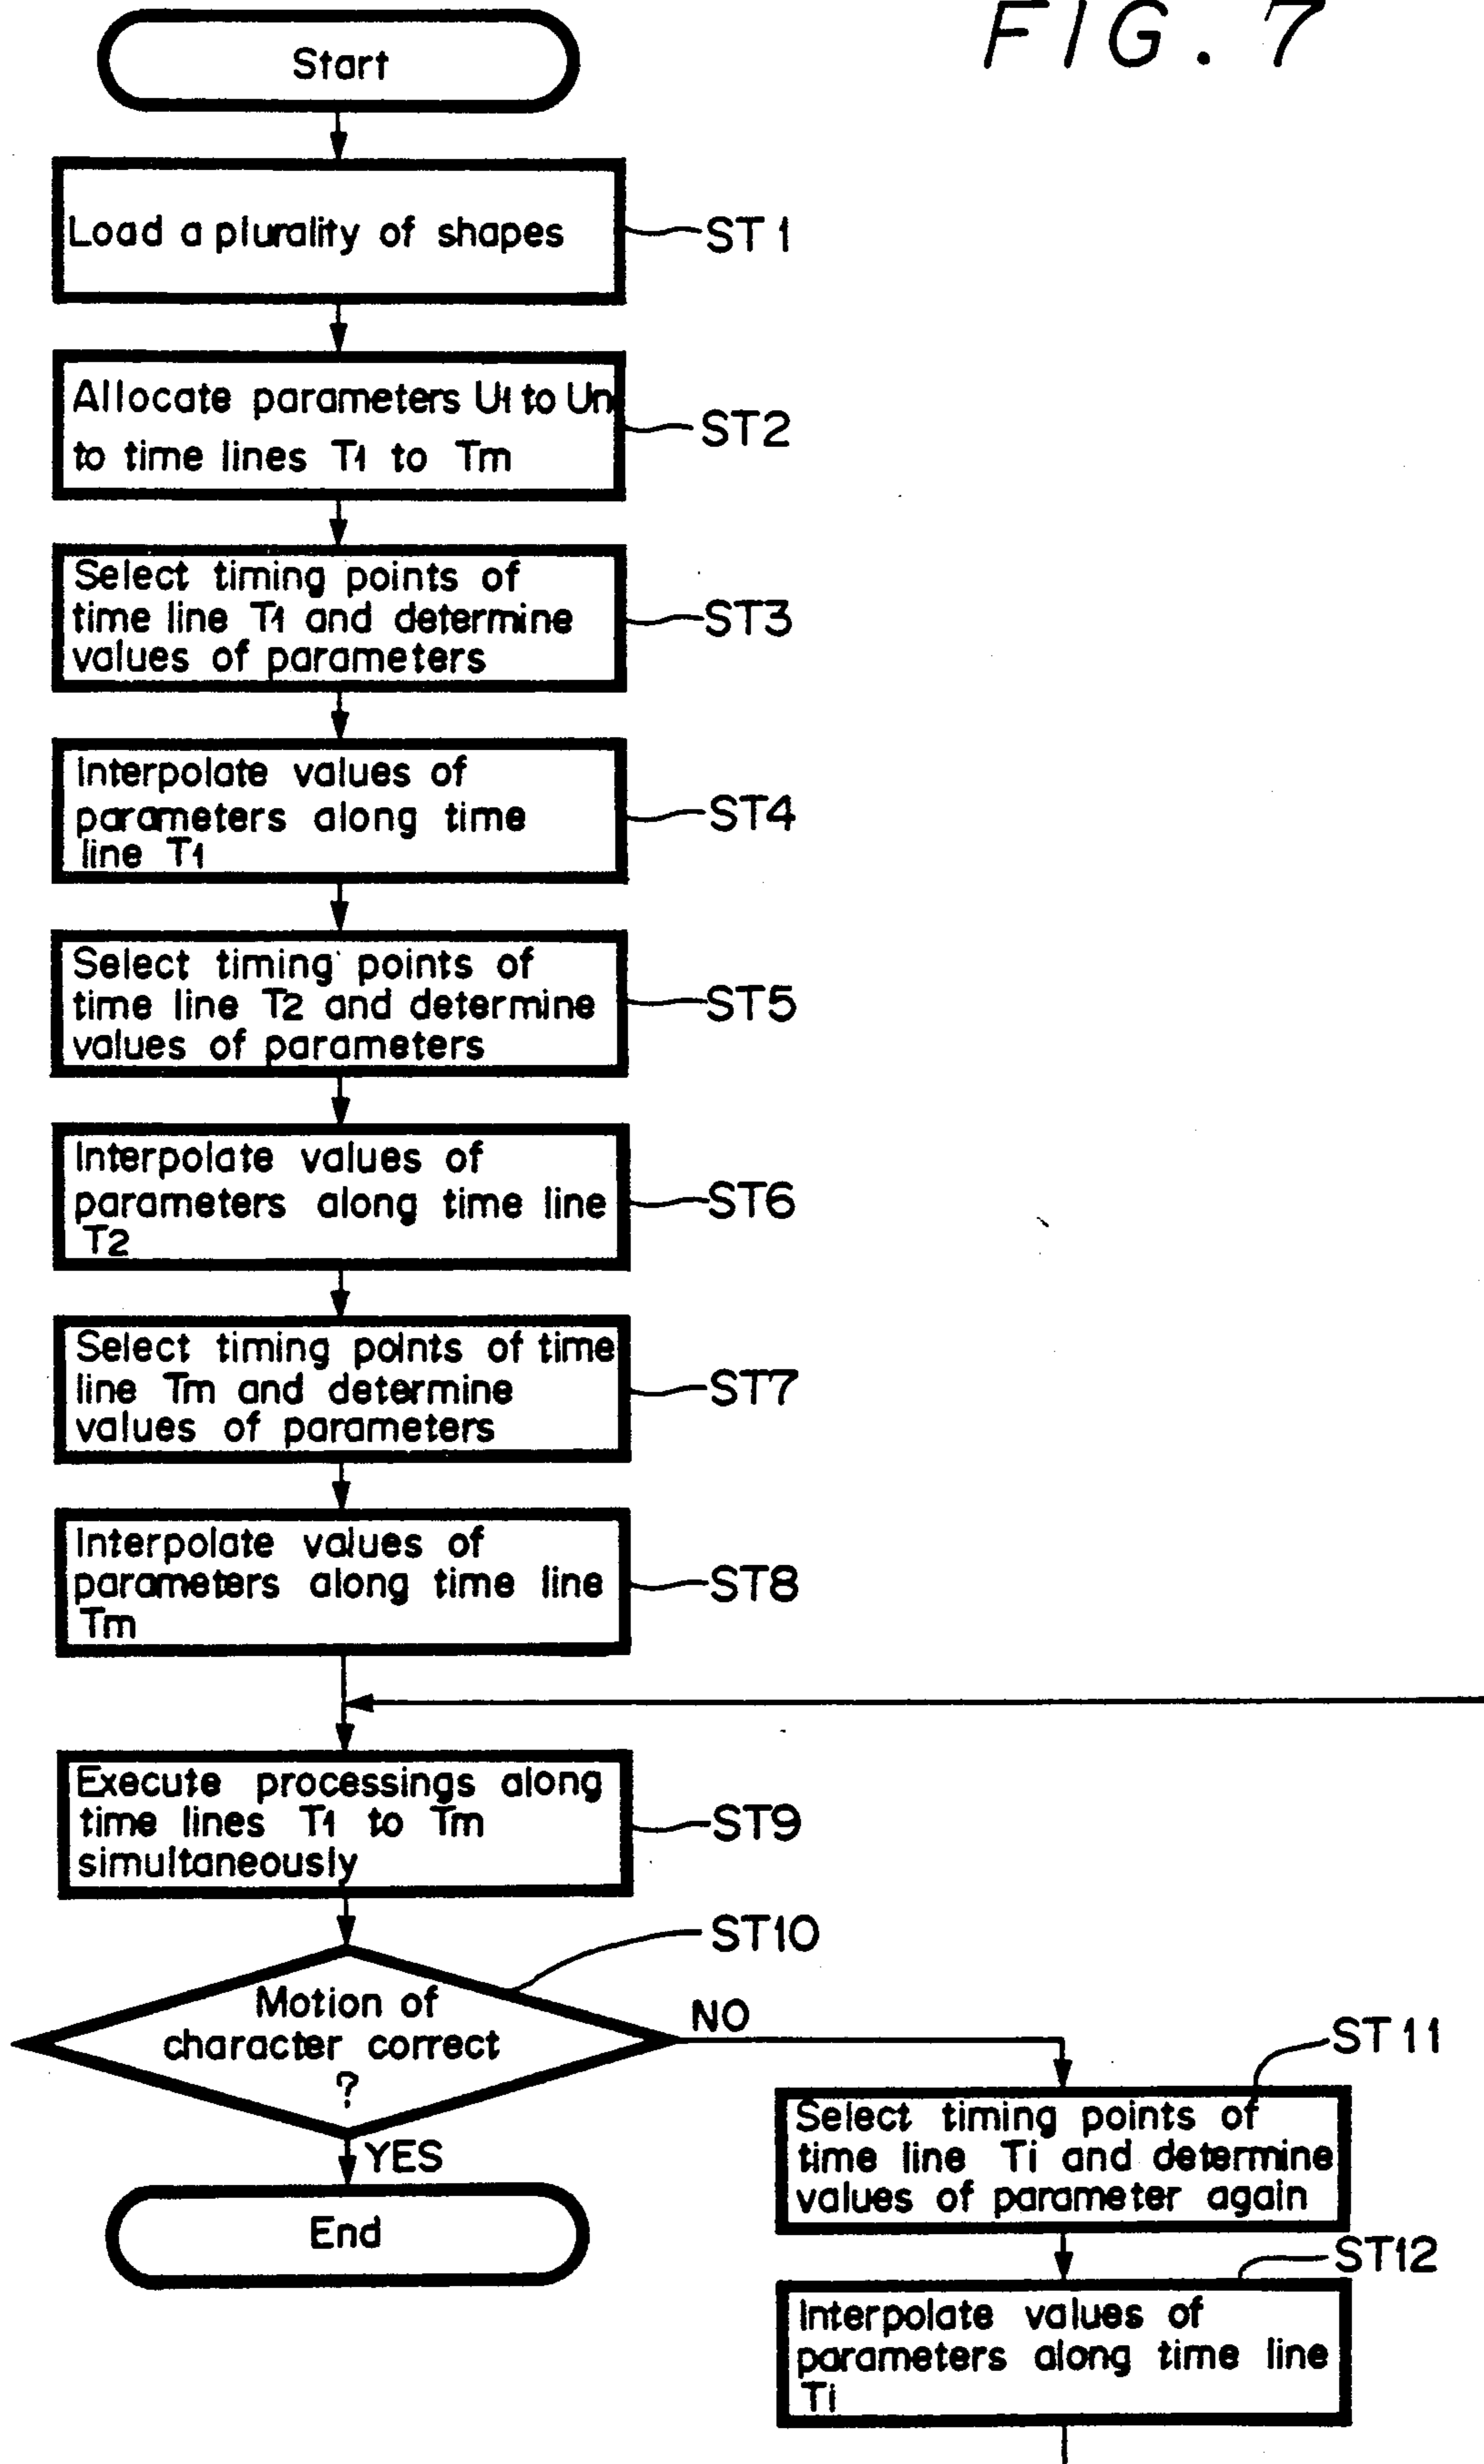 FIG. 7
Start
Load a plurality of shapes
ST1
Allocate parameters U1 to Un
to time lines T1 to Tm
ST2
Select timing points of
time line T1 and determine
values of parameters
ST3
Interpolate values of
parameters along time
line T1
ST4
Select timing points of
time line T2 and determine
values of parameters
ST5
Interpolate values of
parameters along time line
T2
ST6
Select timing points of time
line Tm and determine
values of parameters
ST7
Interpolate values of
parameters along time line
Tm
ST8
Execute processings along
time lines T1 to Tm
simultaneously
ST9
ST10
Motion of
character correct
?
NO
YES
End
ST11
Select timing points of
time line Ti and determine
values of parameter again
ST12
Interpolate values of
parameters along time line
Ti